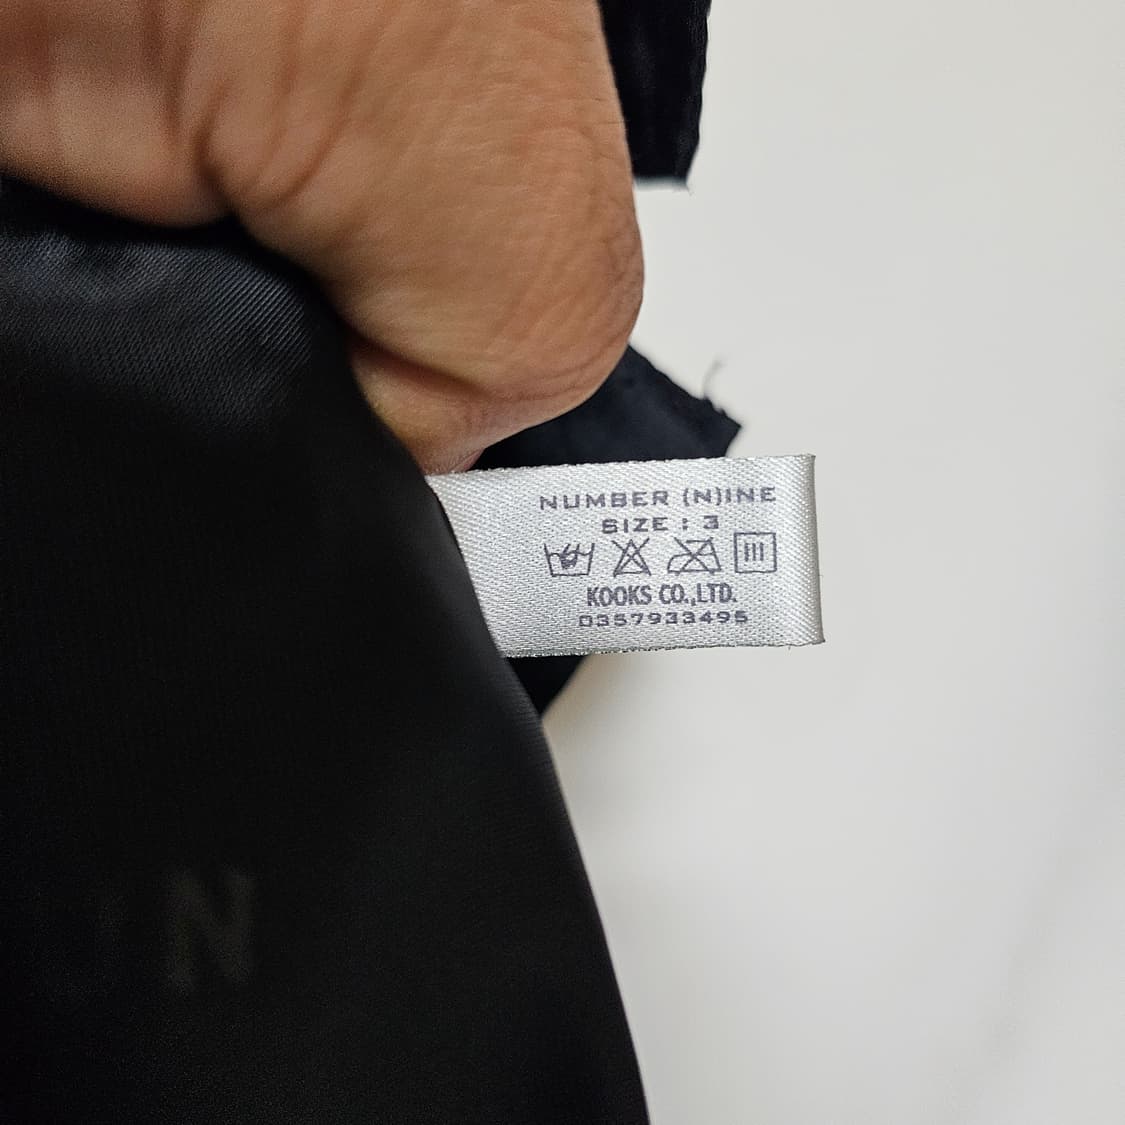 NUMBER (N)INE
SIZE : 3
KOOKS CO.,LTD.
0357933495
N